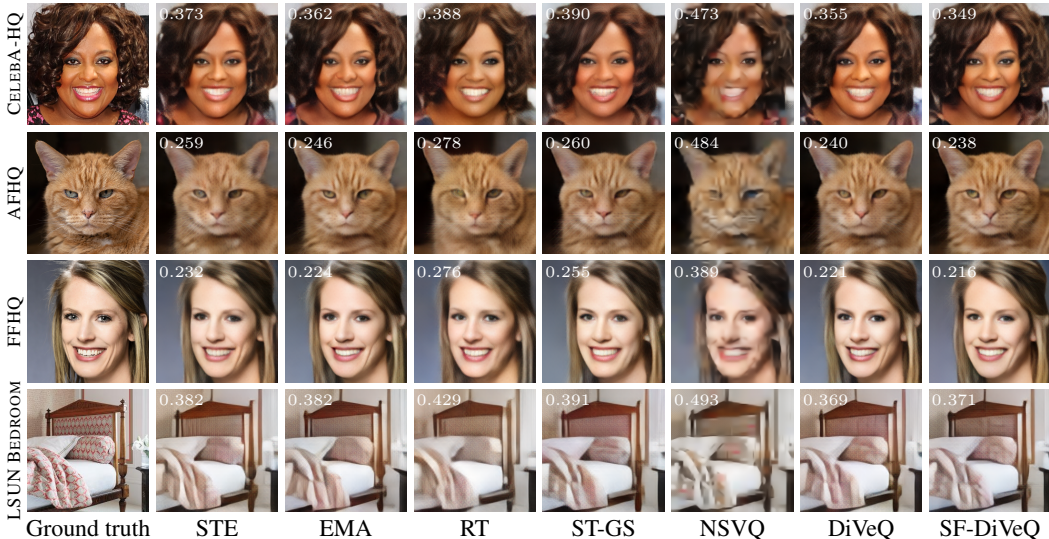 CELEBA-HQ
0.373 0.362 0.388 0.390 0.473 0.355 0.349
AFHQ
0.259 0.246 0.278 0.260 0.484 0.240 0.238
FFHQ
0.232 0.224 0.276 0.255 0.389 0.221 0.216
LSUN BEDROOM
0.382 0.382 0.429 0.391 0.493 0.369 0.371
Ground truth STE EMA RT ST-GS NSVQ DiVeQ SF-DiVeQ